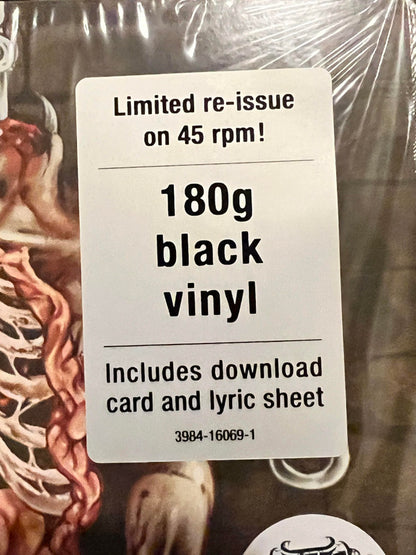 Limited re-issue
on 45 rpm!
180g
black
vinyl
Includes download
card and lyric sheet
3984-16069-1